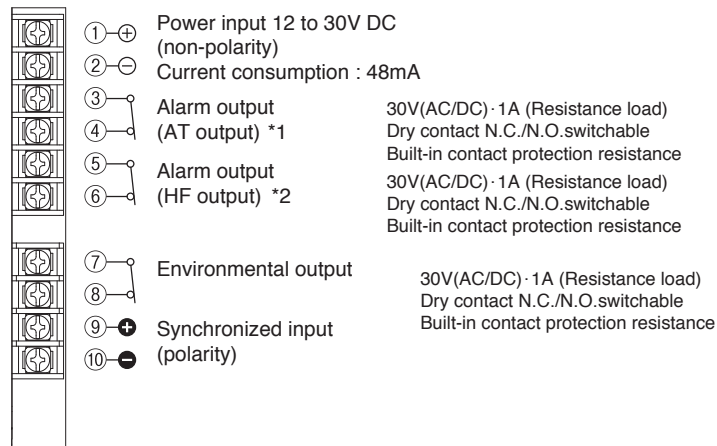 ① ⊕ Power input 12 to 30V DC
(non-polarity)
② ⊖ Current consumption : 48mA
③ Alarm output
④ (AT output) *1
30V(AC/DC)·1A (Resistance load)
Dry contact N.C./N.O.switchable
Built-in contact protection resistance
⑤ Alarm output
⑥ (HF output) *2
30V(AC/DC)·1A (Resistance load)
Dry contact N.C./N.O.switchable
Built-in contact protection resistance
⑦ Environmental output
⑧
30V(AC/DC)·1A (Resistance load)
Dry contact N.C./N.O.switchable
Built-in contact protection resistance
⑨ + Synchronized input
⑩ − (polarity)